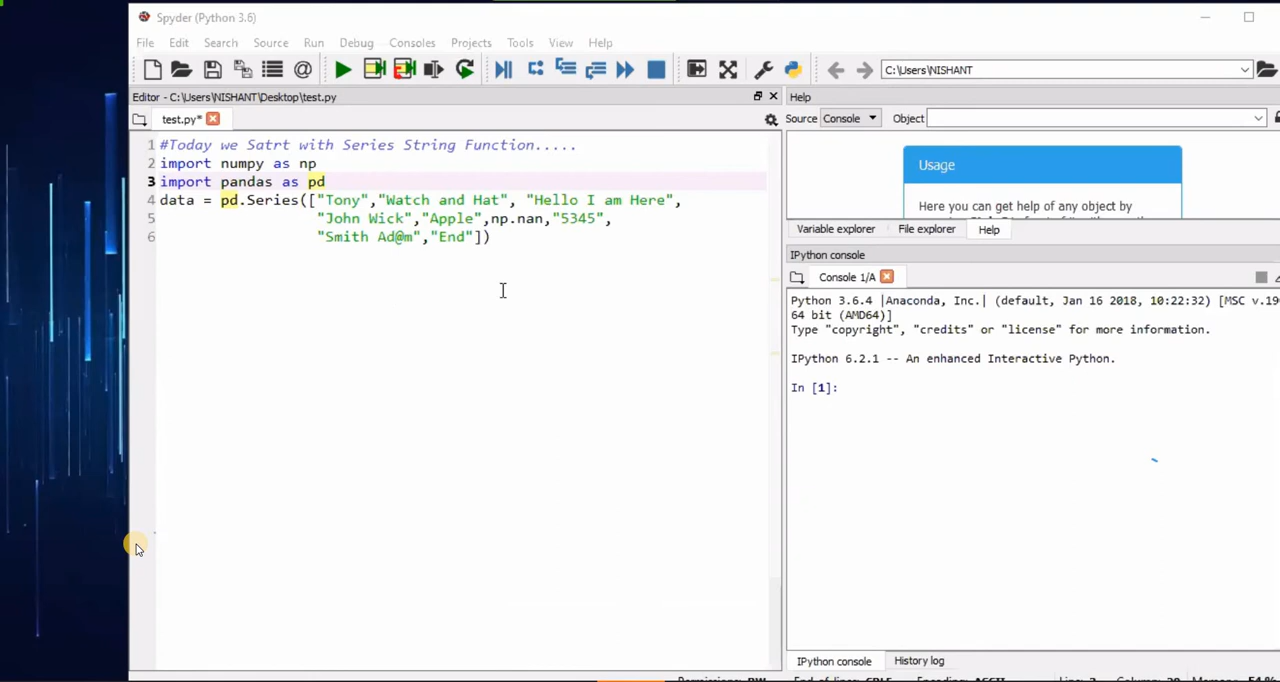 Spyder (Python 3.6)
File Edit Search Source Run Debug Consoles Projects Tools View Help
C:\Users\NISHANT
Editor - C:\Users\NISHANT\Desktop\test.py
Help
test.py*
Source Console Object
1 #Today we Satrt with Series String Function.....
2 import numpy as np
3 import pandas as pd
4 data = pd.Series(["Tony","Watch and Hat", "Hello I am Here",
5 "John Wick","Apple",np.nan,"5345",
6 "Smith Ad@m","End"])
Usage
Here you can get help of any object by
Variable explorer File explorer Help
IPython console
Console 1/A
Python 3.6.4 |Anaconda, Inc.| (default, Jan 16 2018, 10:22:32) [MSC v.19
64 bit (AMD64)]
Type "copyright", "credits" or "license" for more information.
IPython 6.2.1 -- An enhanced Interactive Python.
In [1]:
IPython console History log